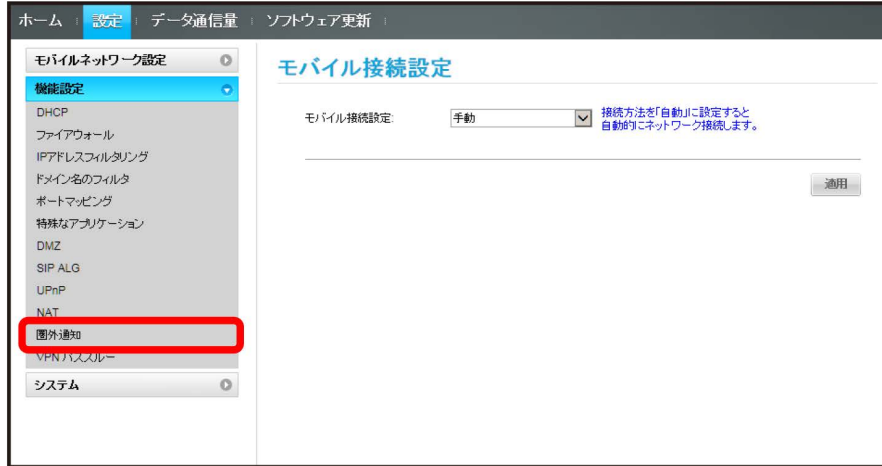 ホーム 設定 データ通信量 ソフトウェア更新
モバイルネットワーク設定
機能設定
DHCP
ファイアウォール
IPアドレスフィルタリング
ドメイン名のフィルタ
ポートマッピング
特殊なアプリケーション
DMZ
SIP ALG
UPnP
NAT
圏外通知
VPN パススルー
システム
モバイル接続設定
モバイル接続設定:
手動
接続方法を「自動」に設定すると
自動的にネットワーク接続します。
適用